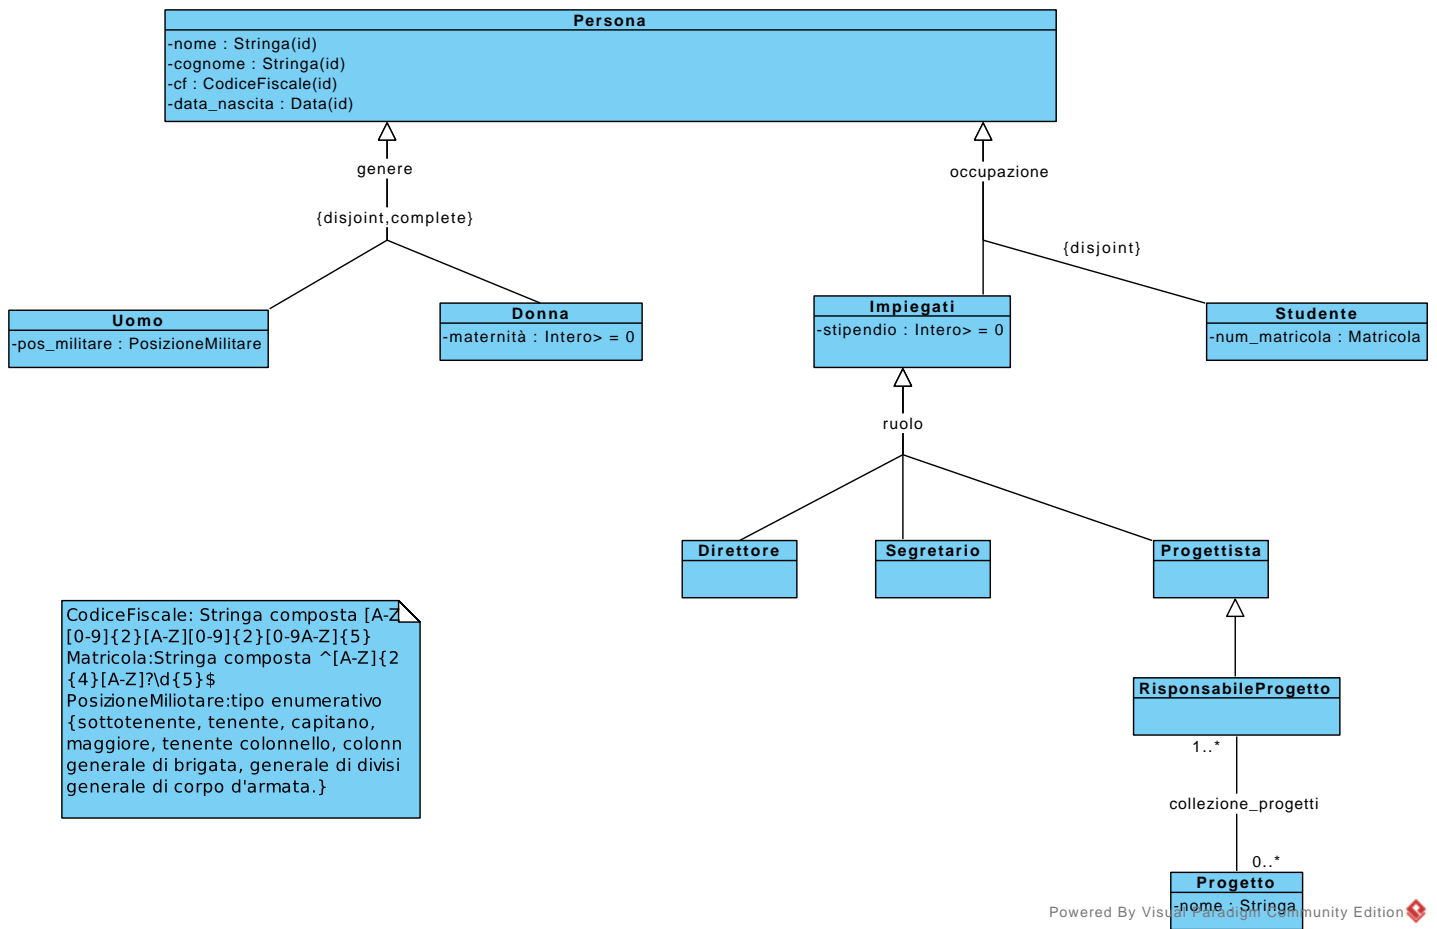 Persona
-nome : Stringa(id)
-cognome : Stringa(id)
-cf : CodiceFiscale(id)
-data_nascita : Data(id)
genere
occupazione
{disjoint,complete}
{disjoint}
Uomo
-pos_militare : PosizioneMilitare
Donna
-maternità : Intero> = 0
Impiegati
-stipendio : Intero> = 0
Studente
-num_matricola : Matricola
ruolo
Direttore
Segretario
Progettista
CodiceFiscale: Stringa composta [A-Z
[0-9]{2}[A-Z][0-9]{2}[0-9A-Z]{5}
Matricola:Stringa composta ^[A-Z]{2
{4}[A-Z]?\d{5}$
PosizioneMiliotare:tipo enumerativo
{sottotenente, tenente, capitano,
maggiore, tenente colonnello, colonn
generale di brigata, generale di divisi
generale di corpo d'armata.}
RisponsabileProgetto
1..*
collezione_progetti
0..*
Progetto
-nome : Stringa
Powered By Visual Paradigm Community Edition